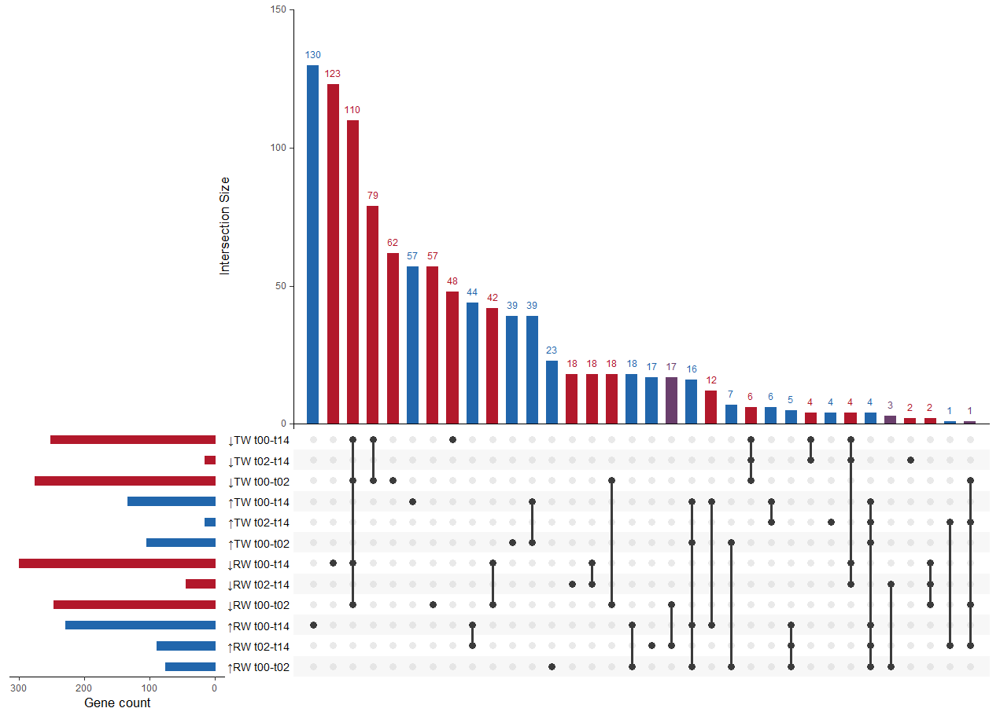 150
130
123
110
100
79
62
57
57
48
44
42
39
39
50
23
18
18
18
18
17
17
16
12
7
6
6
5
4
4
4
4
3
2
2
1
1
0
Intersection Size
↓TW t00-t14
↓TW t02-t14
↓TW t00-t02
↑TW t00-t14
↑TW t02-t14
↑TW t00-t02
↓RW t00-t14
↓RW t02-t14
↓RW t00-t02
↑RW t00-t14
↑RW t02-t14
↑RW t00-t02
300 200 100 0
Gene count